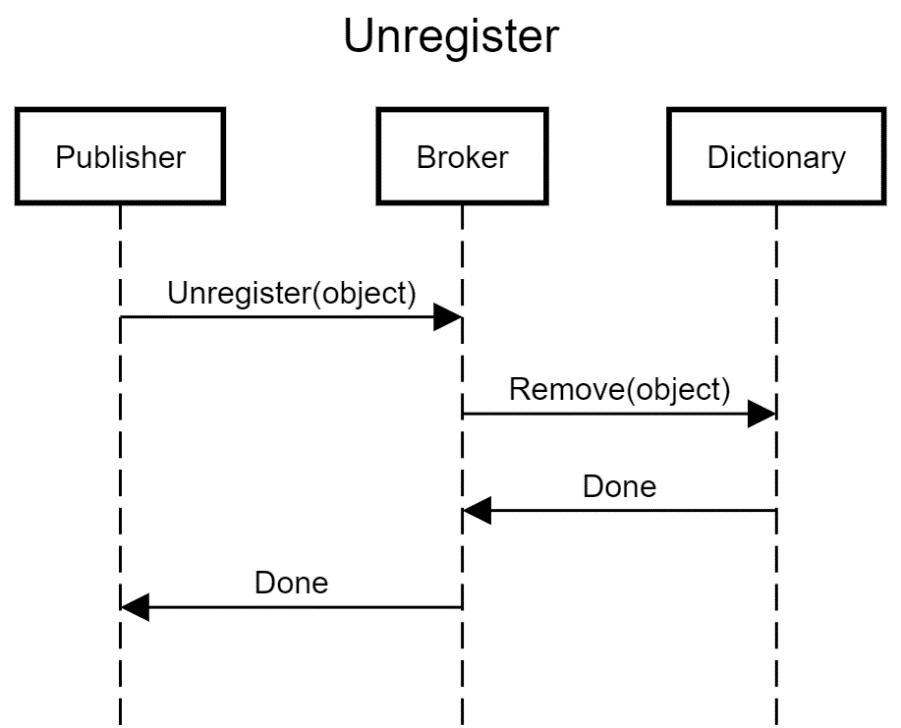 Unregister
Publisher
Broker
Dictionary
Unregister(object)
Remove(object)
Done
Done